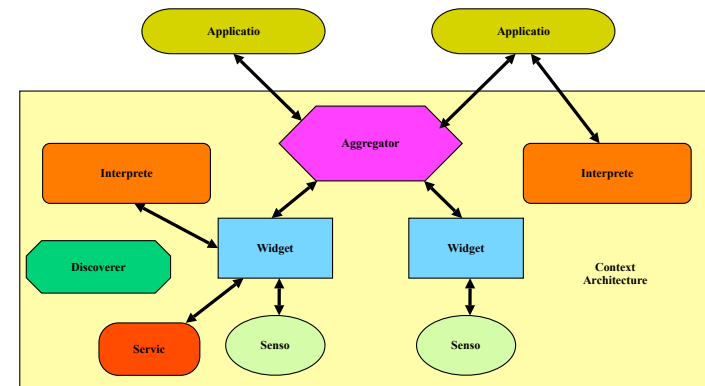 Applicatio
Applicatio
Aggregator
Interprete
Interprete
Widget
Widget
Discoverer
Context
Architecture
Servic
Senso
Senso